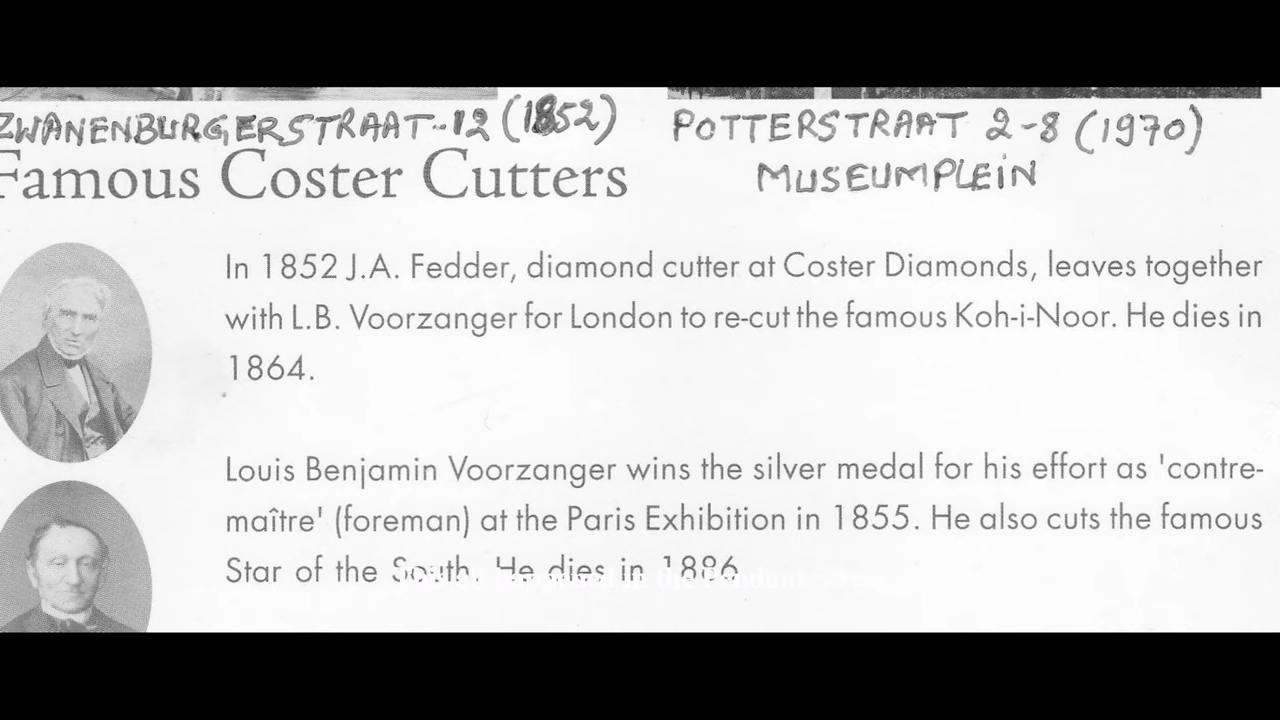 ZWANENBURGERSTRAAT-12 (1852)
POTTERSTRAAT 2-8 (1970)
MUSEUMPLEIN
Famous Coster Cutters
In 1852 J.A. Fedder, diamond cutter at Coster Diamonds, leaves together
with L.B. Voorzanger for London to re-cut the famous Koh-i-Noor. He dies in
1864.
Louis Benjamin Voorzanger wins the silver medal for his effort as 'contre-
maître' (foreman) at the Paris Exhibition in 1855. He also cuts the famous
Star of the South. He dies in 1886.
in the